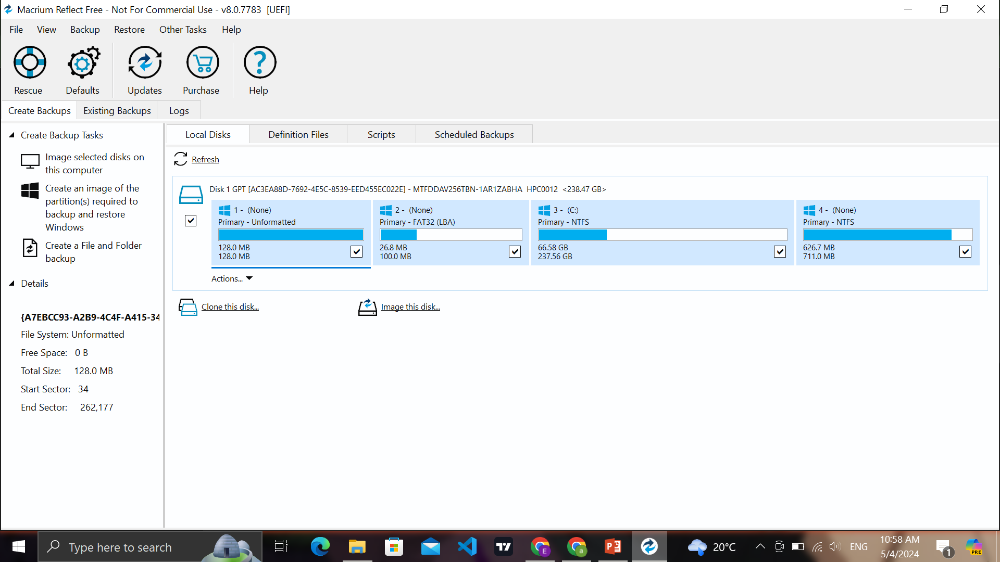 Macrium Reflect Free - Not For Commercial Use - v8.0.7783  [UEFI]
File View Backup Restore Other Tasks Help
Rescue Defaults Updates Purchase Help
Create Backups Existing Backups Logs
Create Backup Tasks
Image selected disks on
this computer
Create an image of the
partition(s) required to
backup and restore
Windows
Create a File and Folder
backup
Details
{A7EBCC93-A2B9-4C4F-A415-34
File System: Unformatted
Free Space: 0 B
Total Size: 128.0 MB
Start Sector: 34
End Sector: 262,177
Local Disks Definition Files Scripts Scheduled Backups
Refresh
Disk 1 GPT [AC3EA88D-7692-4E5C-8539-EED455EC022E] - MTFDDAV256TBN-1AR1ZABHA HPC0012 <238.47 GB>
1 - (None)
Primary - Unformatted
128.0 MB
128.0 MB
2 - (None)
Primary - FAT32 (LBA)
26.8 MB
100.0 MB
3 - (C:)
Primary - NTFS
66.58 GB
237.56 GB
4 - (None)
Primary - NTFS
626.7 MB
711.0 MB
Actions...
Clone this disk... Image this disk...
Type here to search
E
a
20°C
ENG
10:58 AM
5/4/2024
1
PRE